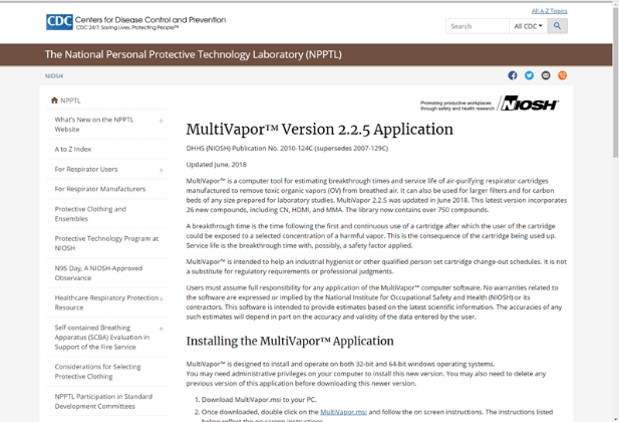 All A-Z Topics
CDC Centers for Disease Control and Prevention
CDC 24/7: Saving Lives, Protecting People™
Search
All CDC
The National Personal Protective Technology Laboratory (NPPTL)
NIOSH
NPPTL
What's New on the NPPTL
Website
A to Z Index
For Respirator Users
For Respirator Manufacturers
Protective Clothing and
Ensembles
Protective Technology Program at
NIOSH
N95 Day, A NIOSH-Approved
Observance
Healthcare Respiratory Protection
Resource
Self-contained Breathing
Apparatus (SCBA) Evaluation in
Support of the Fire Service
Considerations for Selecting
Protective Clothing
NPPTL Participation in Standard
Development Committees
Promoting productive workplaces
through safety and health research
NIOSH
MultiVapor™ Version 2.2.5 Application
DHHS (NIOSH) Publication No. 2010-124C (supersedes 2007-129C)
Updated June, 2018
MultiVapor™ is a computer tool for estimating breakthrough times and service life of air-purifying respirator cartridges
manufactured to remove toxic organic vapors (OV) from breathed air. It can also be used for larger filters and for carbon
beds of any size prepared for laboratory studies. MultiVapor 2.2.5 was updated in June 2018. This latest version incorporates
26 new compounds, including CN, HDMI, and MMA. The library now contains over 750 compounds.
A breakthrough time is the time following the first and continuous use of a cartridge after which the user of the cartridge
could be exposed to a selected concentration of a harmful vapor. This is the consequence of the cartridge being used up.
Service life is the breakthrough time with, possibly, a safety factor applied.
MultiVapor™ is intended to help an industrial hygienist or other qualified person set cartridge change-out schedules. It is not
a substitute for regulatory requirements or professional judgments.
Users must assume full responsibility for any application of the MultiVapor™ computer software. No warranties related to
the software are expressed or implied by the National Institute for Occupational Safety and Health (NIOSH) or its
contractors. This software is intended to provide estimates based on the latest scientific information. The accuracies of any
such estimates will depend in part on the accuracy and validity of the data entered by the user.
Installing the MultiVapor™ Application
MultiVapor™ is designed to install and operate on both 32-bit and 64-bit windows operating systems.
You may need administrative privileges on your computer to install this new version. You may also need to delete any
previous version of this application before downloading this newer version.
1. Download MultiVapor.msi to your PC.
2. Once downloaded, double click on the MultiVapor.msi and follow the on screen instructions. The instructions listed
below reflect the on screen instructions.